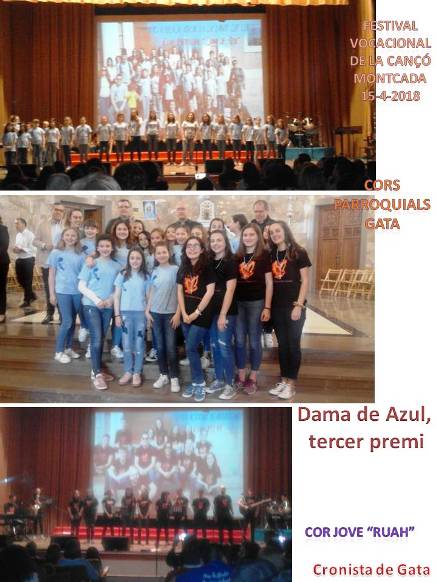 FESTIVAL
VOCACIONAL
DE LA CANÇÓ
MONTCADA
15-4-2018
CORS
PARROQUIALS
GATA
Dama de Azul,
tercer premi
COR JOVE “RUAH”
Cronista de Gata